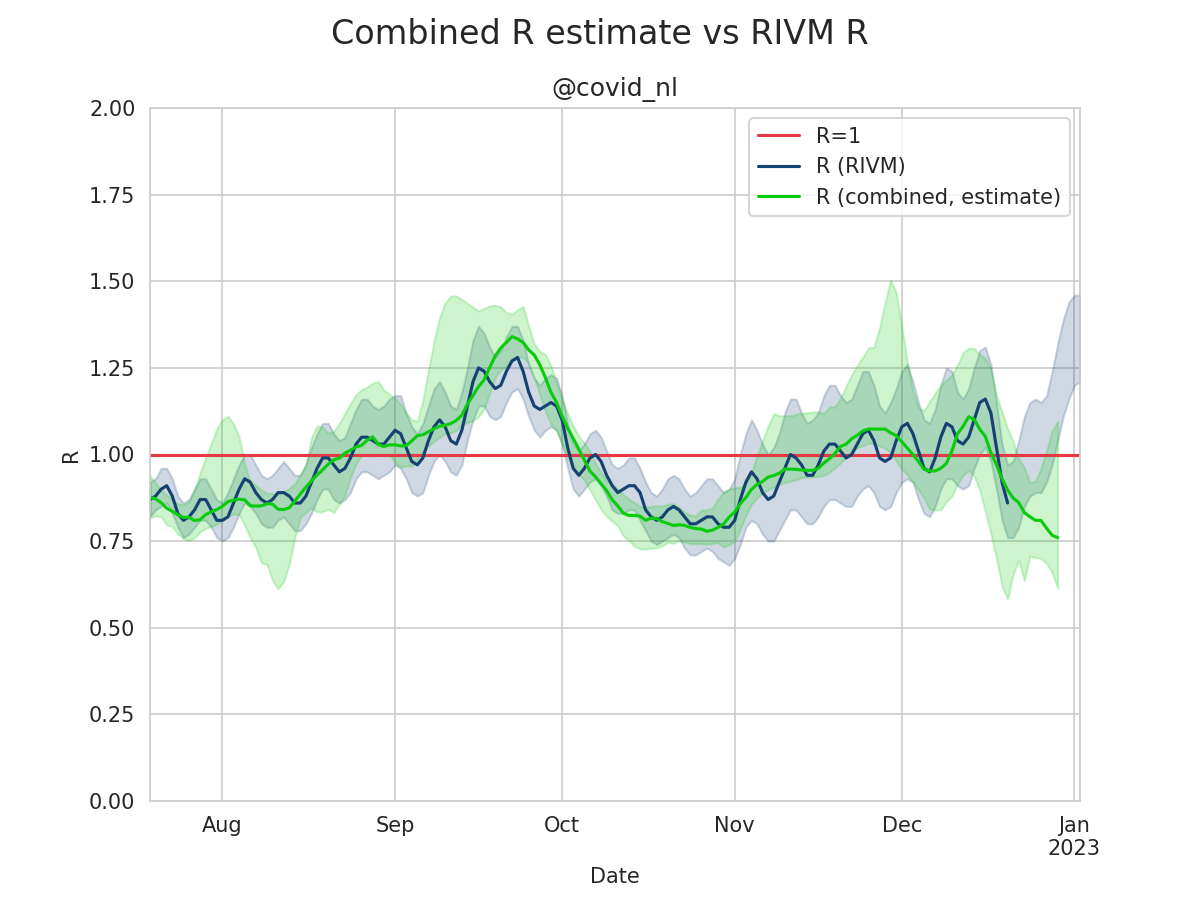 Combined R estimate vs RIVM R
@covid_nl
2.00
1.75
1.50
1.25
1.00
0.75
0.50
0.25
0.00
R
R=1
R (RIVM)
R (combined, estimate)
Aug
Sep
Oct
Nov
Dec
Jan
2023
Date